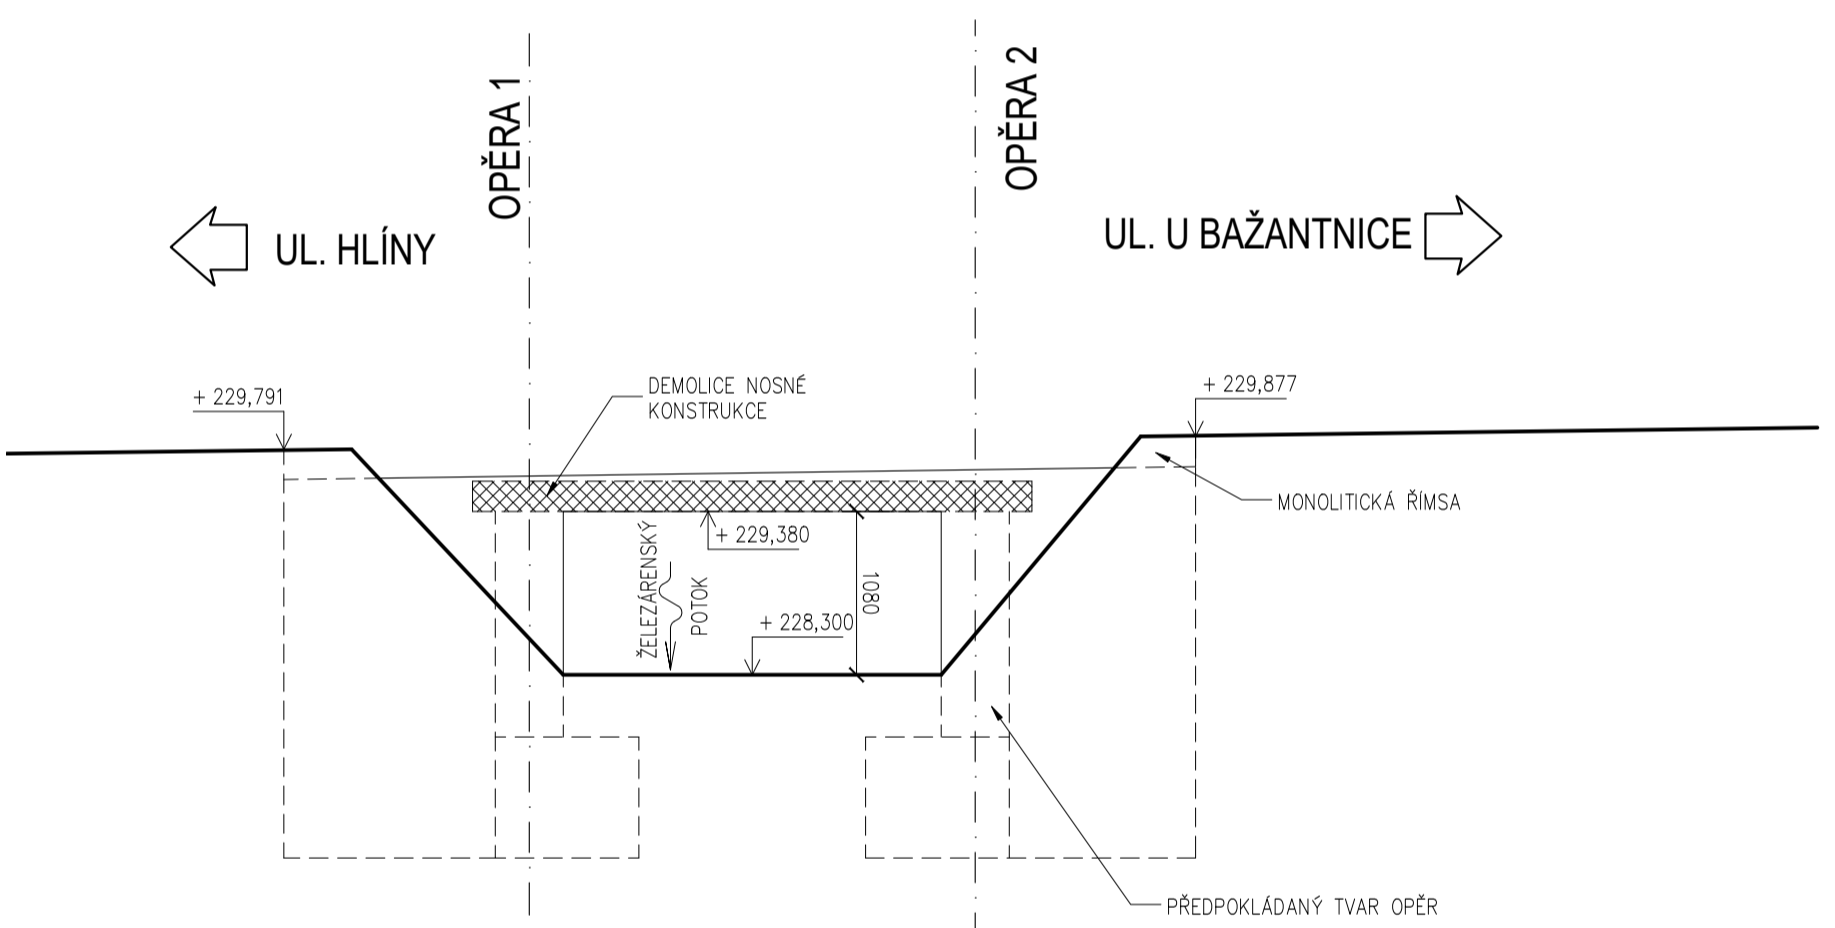 OPĚRA 1
OPĚRA 2
UL. HLÍNY
UL. U BAŽANTNICE
+ 229,791
DEMOLICE NOSNÉ
KONSTRUKCE
+ 229,877
MONOLITICKÁ ŘÍMSA
+ 229,380
ŽELEZÁRENSKÝ
POTOK
1080
+ 228,300
PŘEDPOKLÁDANÝ TVAR OPĚR